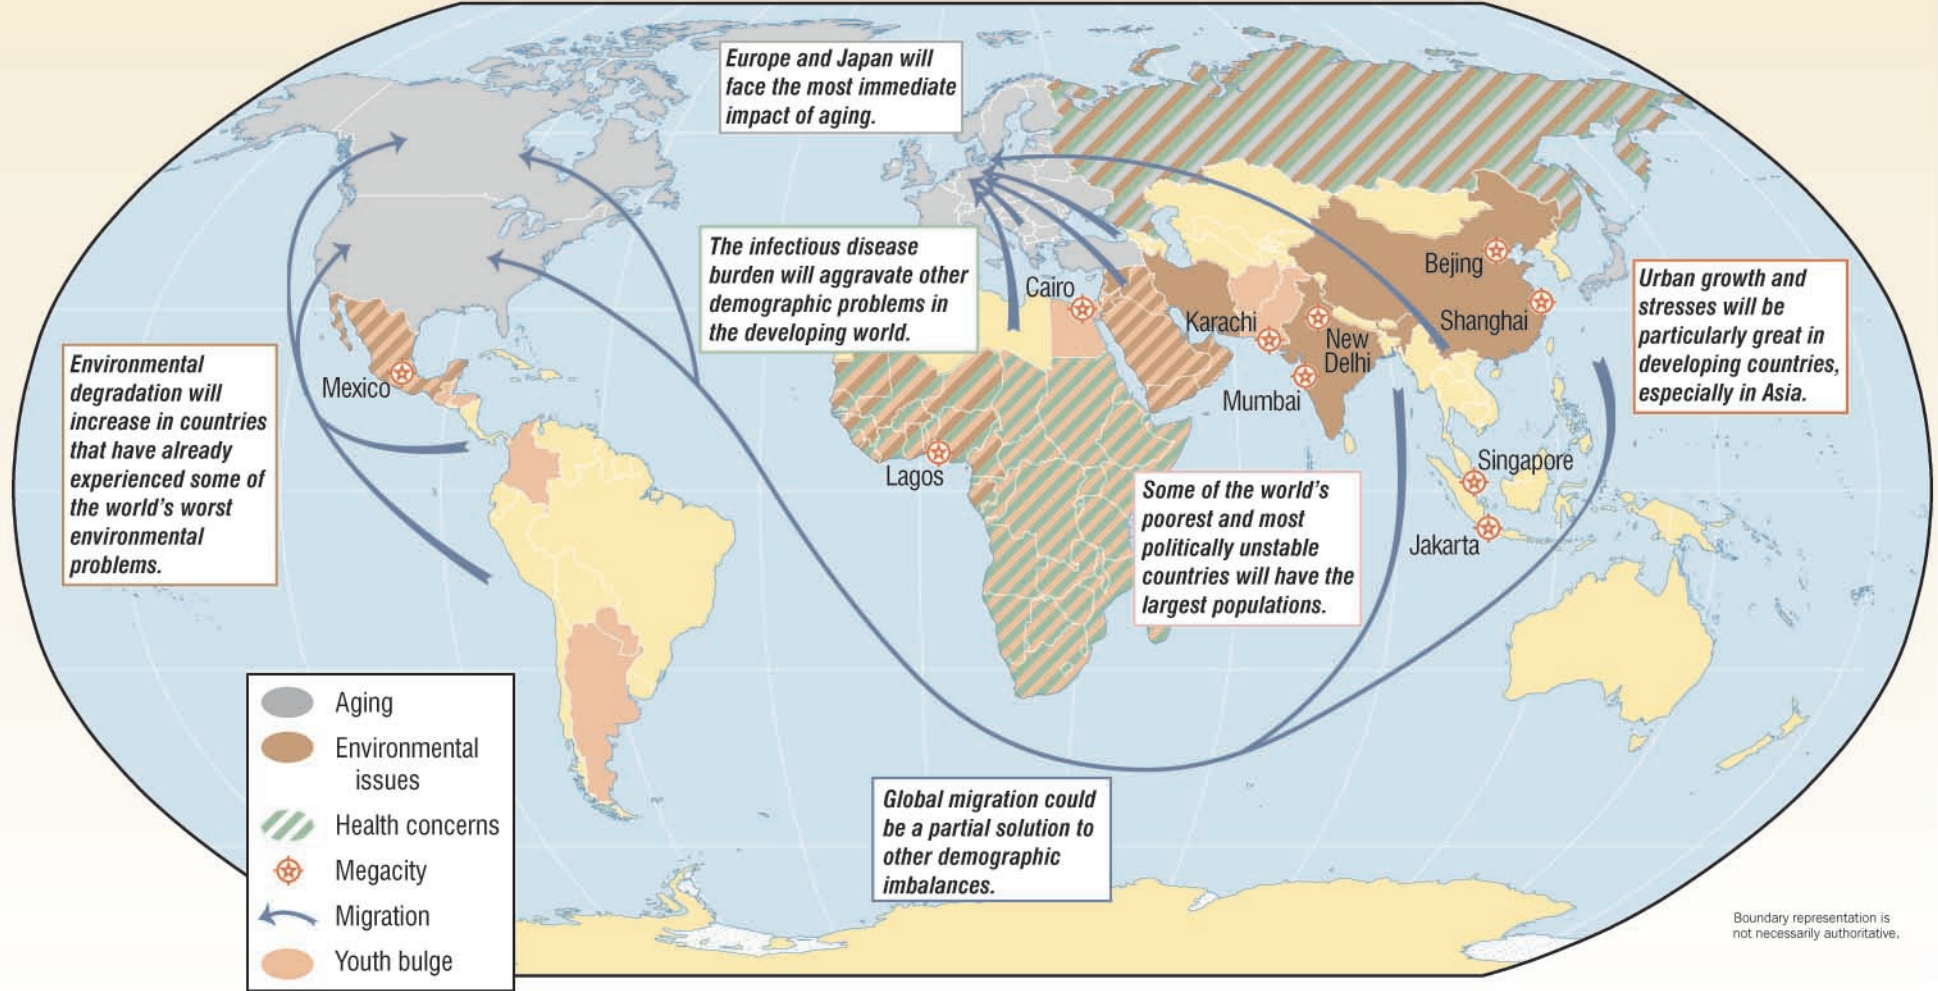 Europe and Japan will
face the most immediate
impact of aging.
The infectious disease
burden will aggravate other
demographic problems in
the developing world.
Cairo
Karachi
New
Delhi
Mumbai
Bejing
Shanghai
Urban growth and
stresses will be
particularly great in
developing countries,
especially in Asia.
Environmental
degradation will
increase in countries
that have already
experienced some of
the world's worst
environmental
problems.
Mexico
Lagos
Singapore
Jakarta
Some of the world's
poorest and most
politically unstable
countries will have the
largest populations.
Aging
Environmental
issues
Health concerns
Megacity
Migration
Youth bulge
Global migration could
be a partial solution to
other demographic
imbalances.
Boundary representation is
not necessarily authoritative.